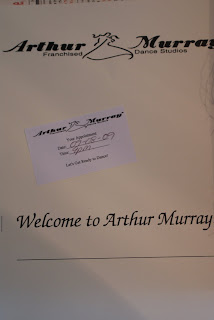 Arthur Murray
Franchised Dance Studios
Arthur Murray
Your Appointment
Date
Time
Let's Get Ready to Dance!
Welcome to Arthur Murray